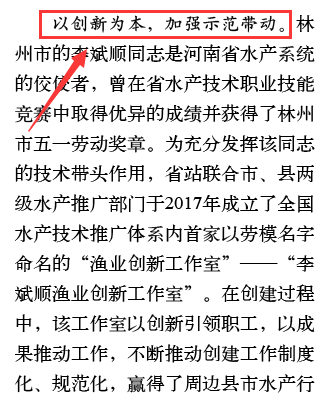 以创新为本，加强示范带动。林
州市的李斌顺同志是河南省水产系统
的佼佼者，曾在省水产技术职业技能
竞赛中取得优异的成绩并获得了林州
市五一劳动奖章。为充分发挥该同志
的技术带头作用，省站联合市、县两
级水产推广部门于2017年成立了全国
水产技术推广体系内首家以劳模名字
命名的“渔业创新工作室”——“李
斌顺渔业创新工作室”。在创建过程
中，该工作室以创新引领职工，以成
果推动工作，不断推动创建工作制度
化、规范化，赢得了周边县市水产行